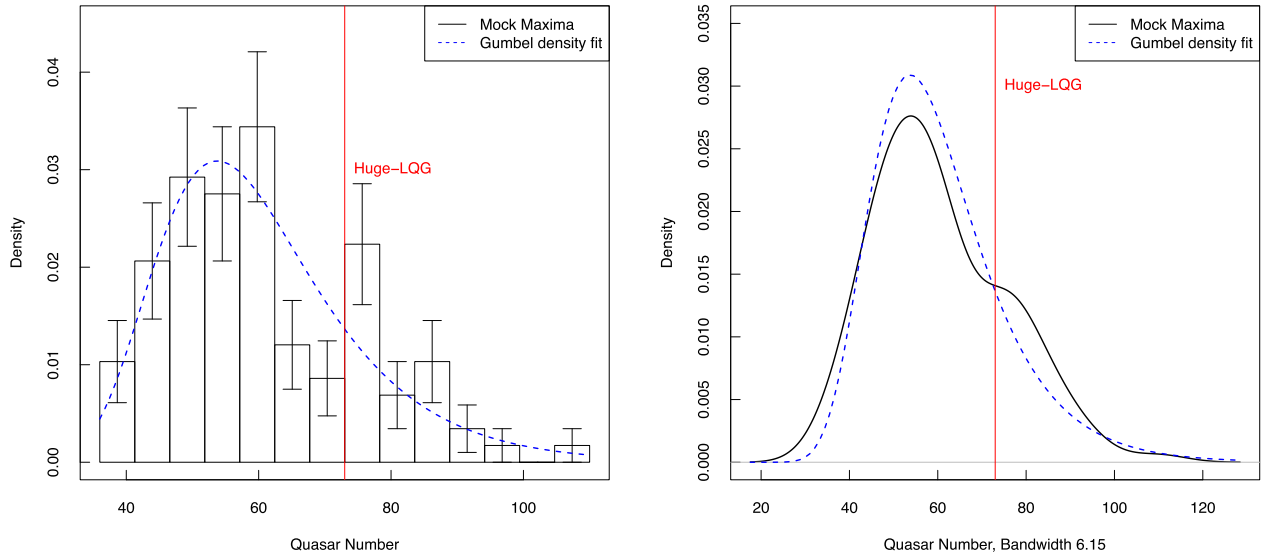 Mock Maxima
Gumbel density fit
Huge−LQG
0.04
0.03
0.02
0.01
0.00
Density
40 60 80 100
Quasar Number
Mock Maxima
Gumbel density fit
Huge−LQG
0.035
0.030
0.025
0.020
0.015
0.010
0.005
0.000
Density
20 40 60 80 100 120
Quasar Number, Bandwidth 6.15